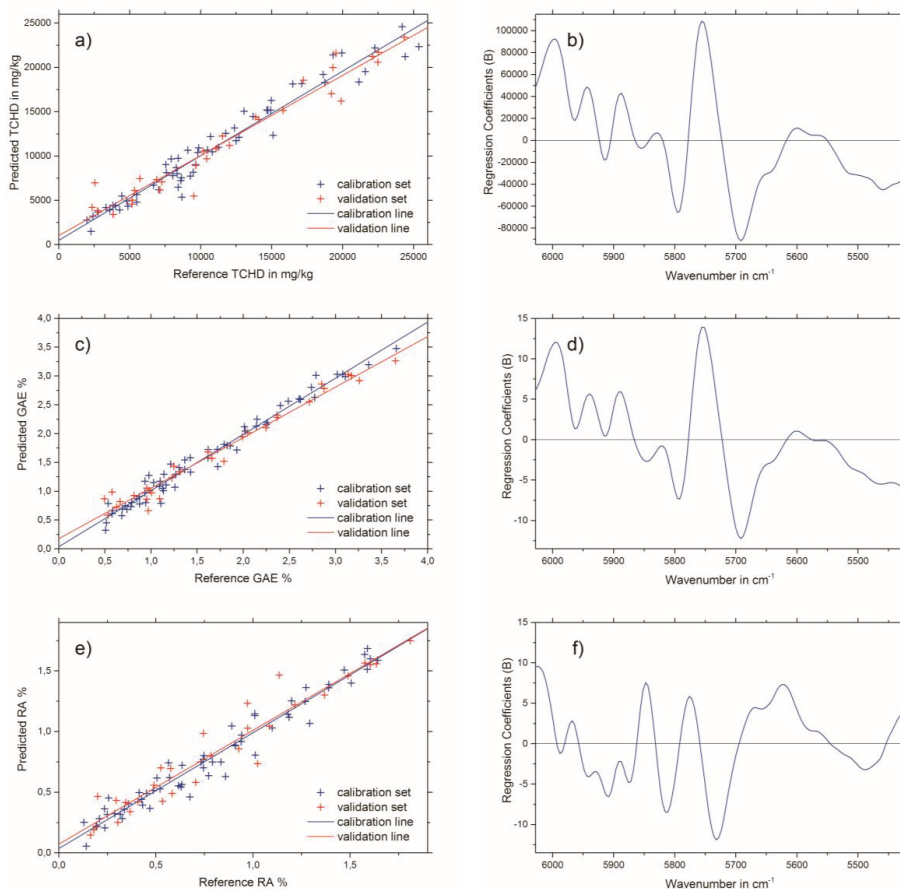 a)
Predicted TCHD in mg/kg
25000
20000
15000
10000
5000
0
0 5000 10000 15000 20000 25000
Reference TCHD in mg/kg
calibration set
validation set
calibration line
validation line
b)
Regression Coefficients (B)
100000
80000
60000
40000
20000
0
-20000
-40000
-60000
-80000
6000 5900 5800 5700 5600 5500
Wavenumber in cm-1
c)
Predicted GAE %
4,0
3,5
3,0
2,5
2,0
1,5
1,0
0,5
0,0
0,0 0,5 1,0 1,5 2,0 2,5 3,0 3,5 4,0
Reference GAE %
calibration set
validation set
calibration line
validation line
d)
Regression Coefficients (B)
15
10
5
0
-5
-10
6000 5900 5800 5700 5600 5500
Wavenumber in cm-1
e)
Predicted RA %
1,5
1,0
0,5
0,0
0,0 0,5 1,0 1,5
Reference RA %
calibration set
validation set
calibration line
validation line
f)
Regression Coefficients (B)
15
10
5
0
-5
-10
6000 5900 5800 5700 5600 5500
Wavenumber in cm-1